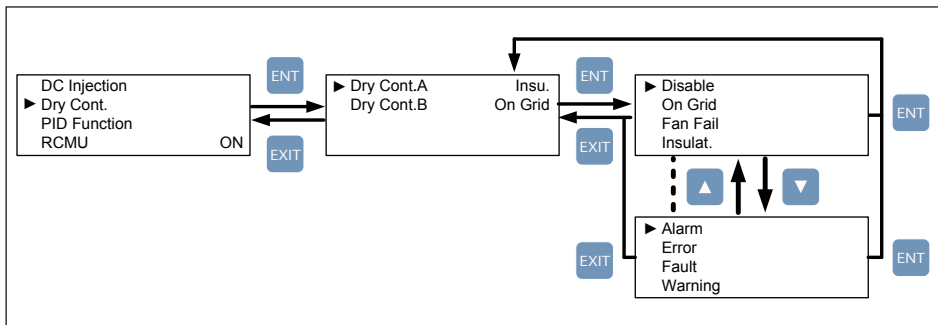 DC Injection
▶ Dry Cont.
PID Function
RCMU ON
ENT
EXIT
▶ Dry Cont.A Insu.
Dry Cont.B On Grid
ENT
EXIT
▶ Disable
On Grid
Fan Fail
Insulat.
ENT
▲
▼
EXIT
▶ Alarm
Error
Fault
Warning
ENT